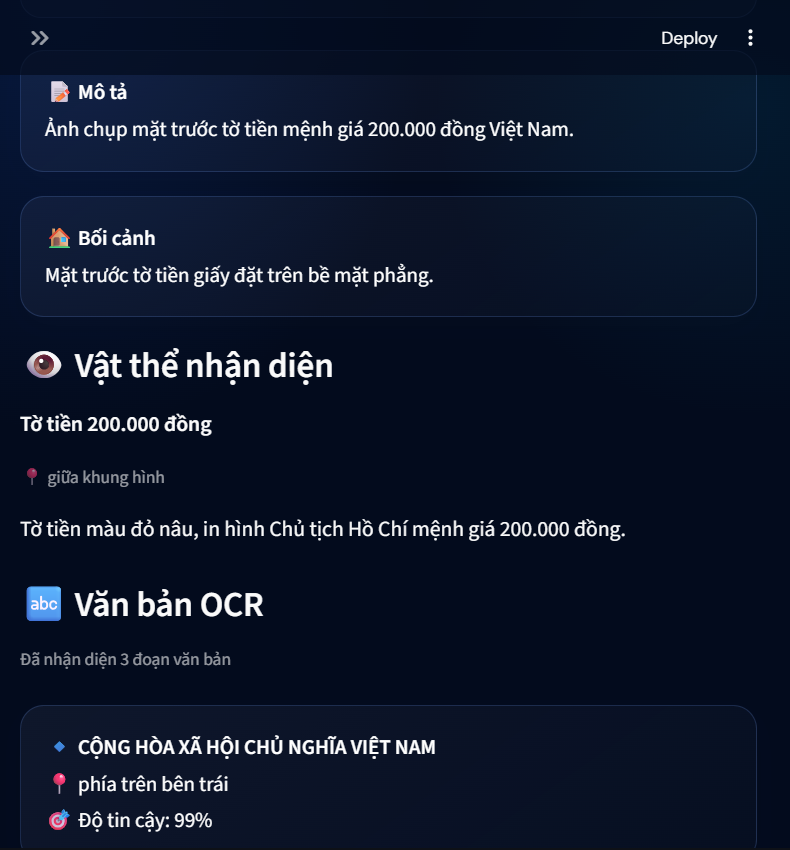 Deploy
Mô tả
Ảnh chụp mặt trước tờ tiền mệnh giá 200.000 đồng Việt Nam.
Bối cảnh
Mặt trước tờ tiền giấy đặt trên bề mặt phẳng.
Vật thể nhận diện
Tờ tiền 200.000 đồng
giữa khung hình
Tờ tiền màu đỏ nâu, in hình Chủ tịch Hồ Chí mệnh giá 200.000 đồng.
abc Văn bản OCR
Đã nhận diện 3 đoạn văn bản
CỘNG HÒA XÃ HỘI CHỦ NGHĨA VIỆT NAM
phía trên bên trái
Độ tin cậy: 99%